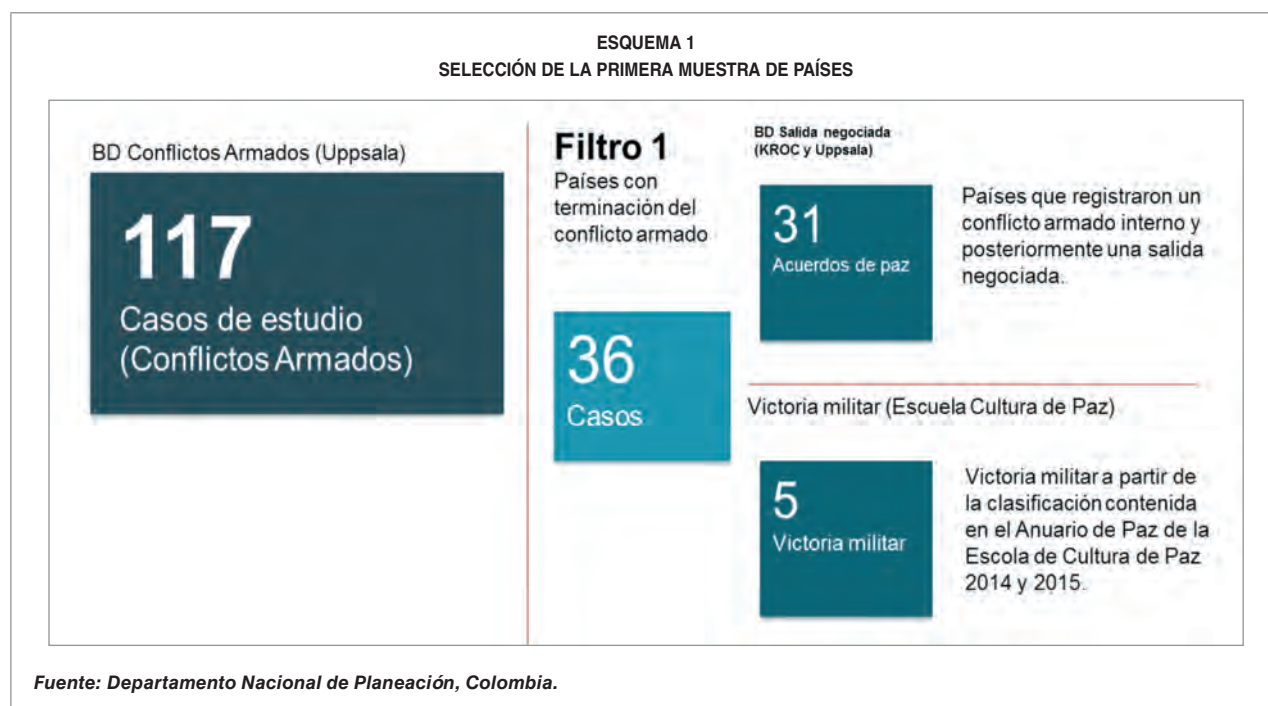 ESQUEMA 1
SELECCIÓN DE LA PRIMERA MUESTRA DE PAÍSES
BD Conflictos Armados (Uppsala)
117
Casos de estudio
(Conflictos Armados)
Filtro 1
Países con
terminación del
conflicto armado
36
Casos
BD Salida negociada
(KROC y Uppsala)
31
Acuerdos de paz
Países que registraron un
conflicto armado interno y
posteriormente una salida
negociada.
Victoria militar (Escuela Cultura de Paz)
5
Victoria militar
Victoria militar a partir de
la clasificación contenida
en el Anuario de Paz de la
Escola de Cultura de Paz
2014 y 2015.
Fuente: Departamento Nacional de Planeación, Colombia.